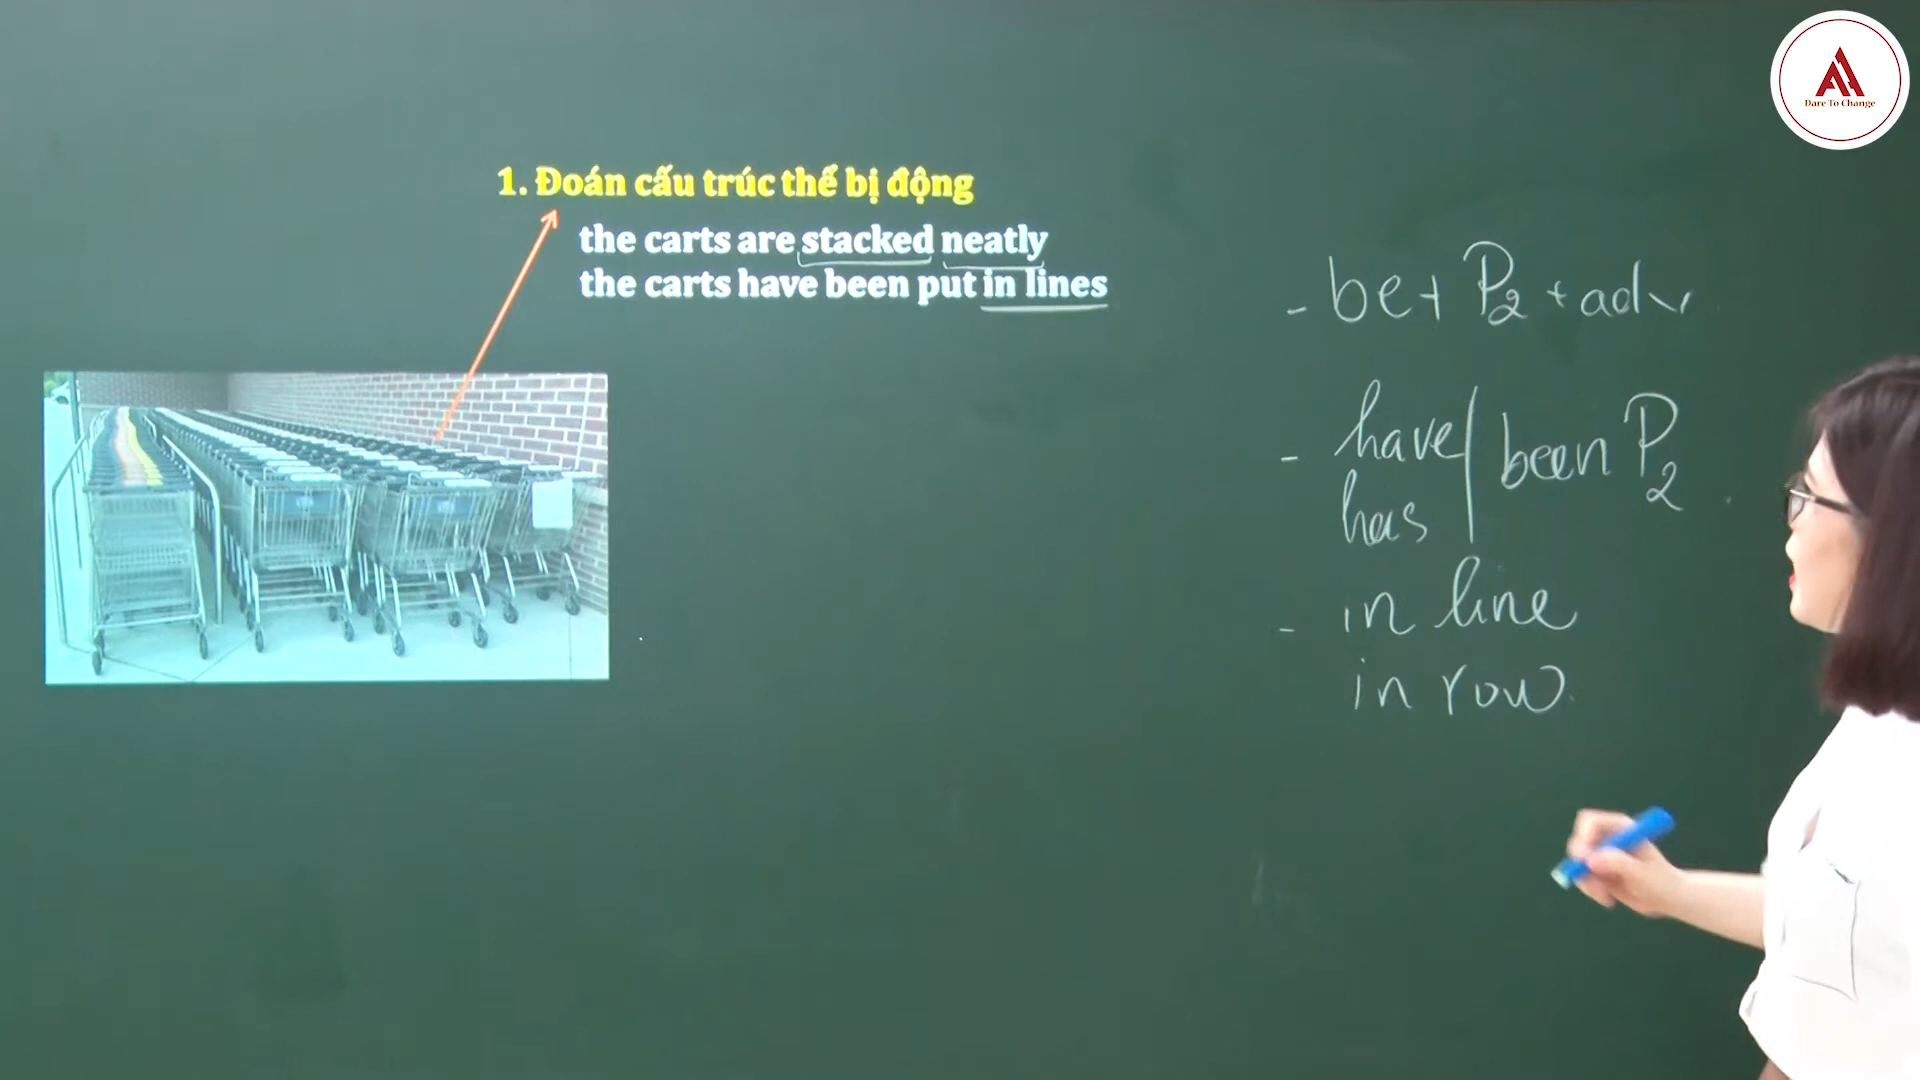 Dare To Change
1. Đoán cấu trúc thể bị động
the carts are stacked neatly
the carts have been put in lines
- be + P2 + adv
- have / been P2
has
- in line
in row.